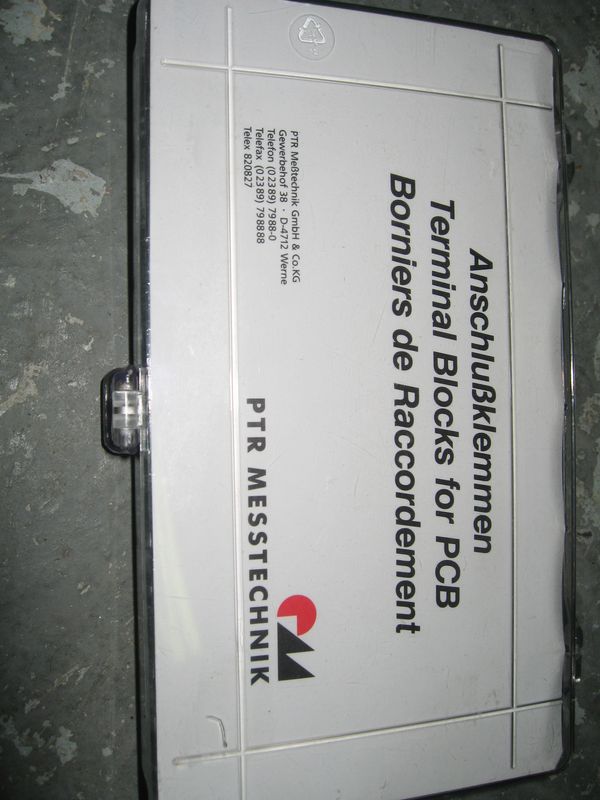 Anschlußklemmen
Terminal Blocks for PCB
Borniers de Raccordement
PTR Meßtechnik GmbH & Co.KG
Gewerbehof 38 · D-4712 Werne
Telefon (02389) 7988-0
Telefax (02389) 798888
Telex 820827
PTR MESSTECHNIK